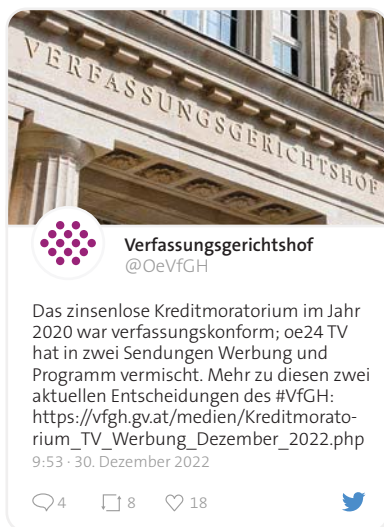 VERFASSUNGSGERICHTSHOF
Verfassungsgerichtshof
@OeVfGH
Das zinsenlose Kreditmoratorium im Jahr
2020 war verfassungskonform; oe24 TV
hat in zwei Sendungen Werbung und
Programm vermischt. Mehr zu diesen zwei
aktuellen Entscheidungen des #VfGH:
https://vfgh.gv.at/medien/Kreditmorato-
rium_TV_Werbung_Dezember_2022.php
9:53 · 30. Dezember 2022
4 8 18